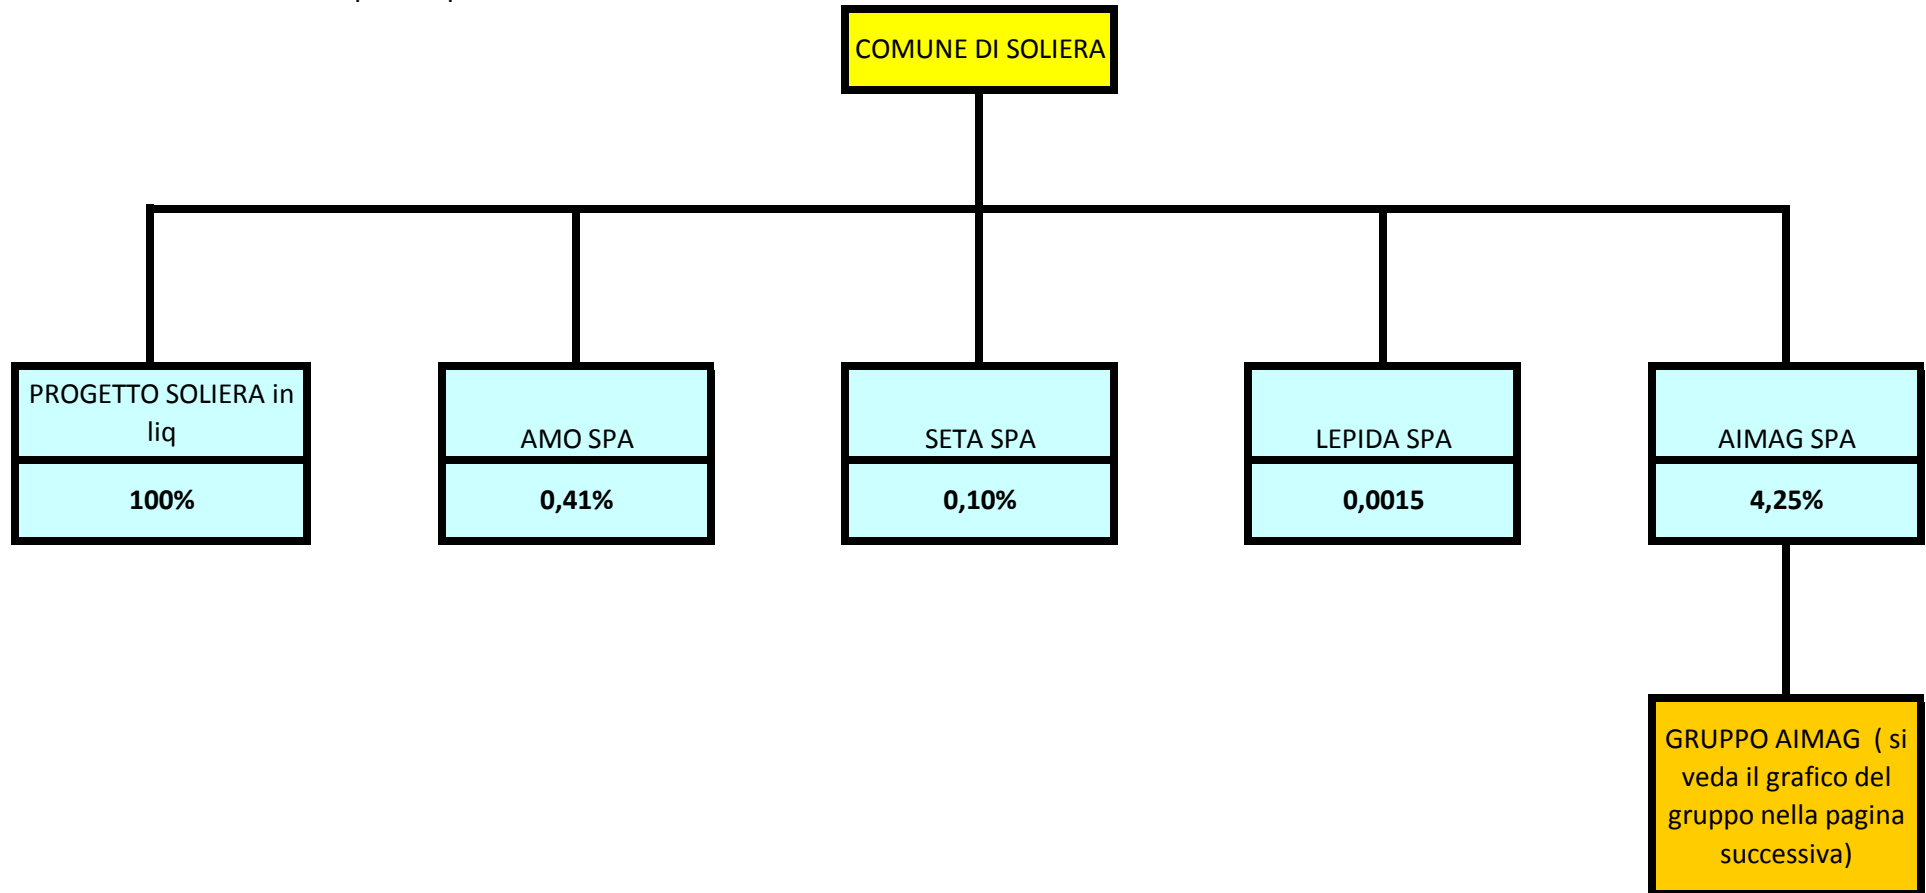 COMUNE DI SOLIERA
PROGETTO SOLIERA in
liq
100%
AMO SPA
0,41%
SETA SPA
0,10%
LEPIDA SPA
0,0015
AIMAG SPA
4,25%
GRUPPO AIMAG ( si
veda il grafico del
gruppo nella pagina
successiva)